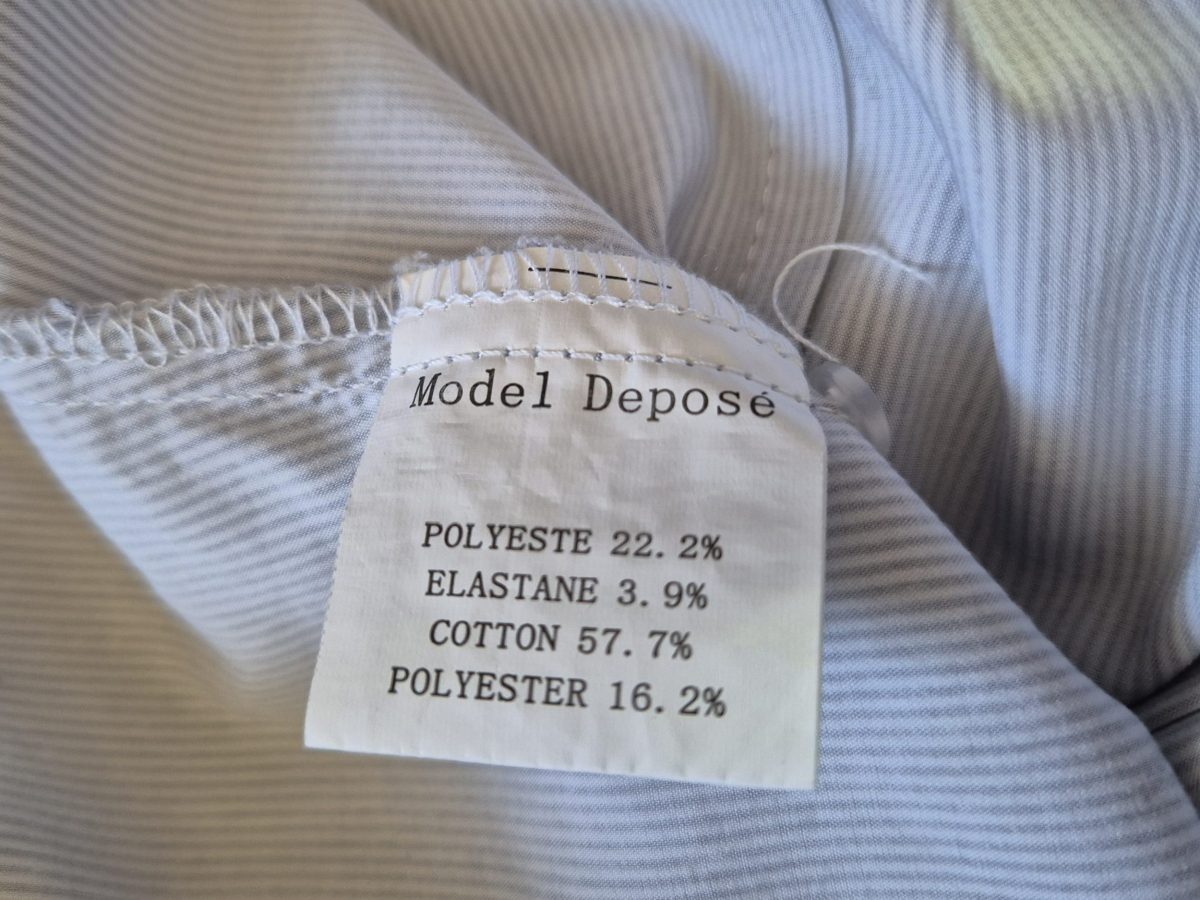 Model Deposé
POLYESTE 22.2%
ELASTANE 3.9%
COTTON 57.7%
POLYESTER 16.2%